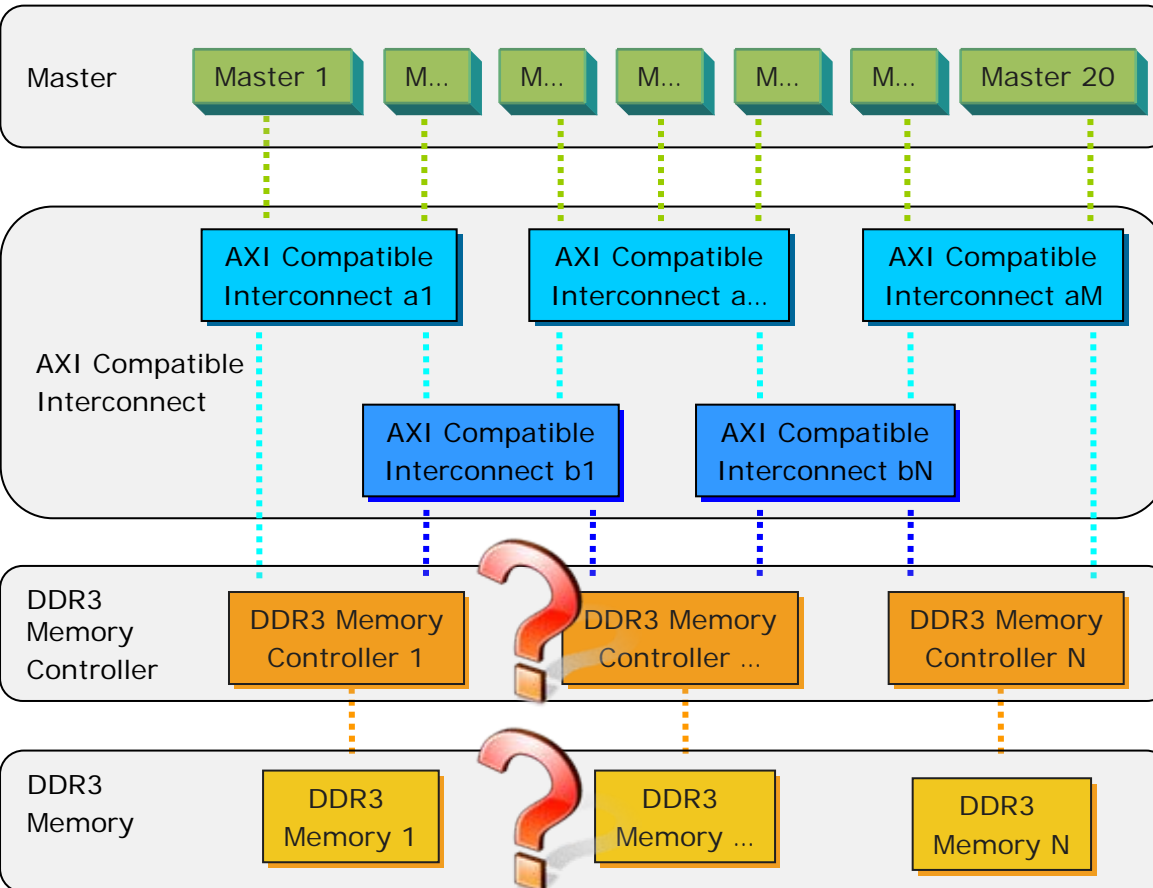 Master
Master 1
M...
M...
M...
M...
M...
Master 20
AXI Compatible
Interconnect a1
AXI Compatible
Interconnect a...
AXI Compatible
Interconnect aM
AXI Compatible
Interconnect
AXI Compatible
Interconnect b1
AXI Compatible
Interconnect bN
DDR3
Memory
Controller
DDR3 Memory
Controller 1
DDR3 Memory
Controller ...
DDR3 Memory
Controller N
DDR3
Memory
DDR3
Memory 1
DDR3
Memory ...
DDR3
Memory N